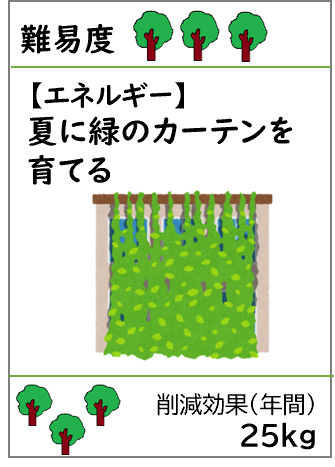 難易度
【エネルギー】
夏に緑のカーテンを
育てる
削減効果(年間)
25kg